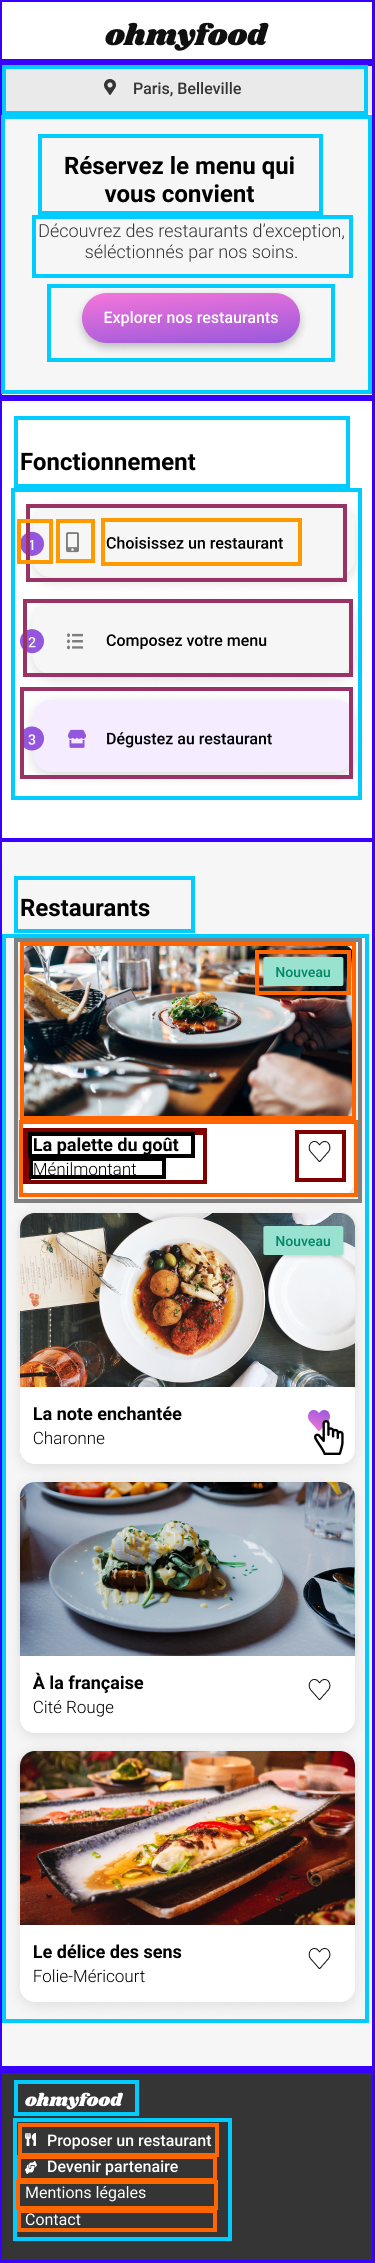 ohmyfood
Paris, Belleville
Réservez le menu qui
vous convient
Découvrez des restaurants d'exception,
séléctionnés par nos soins.
Explorer nos restaurants
Fonctionnement
1 Choisissez un restaurant
2 Composez votre menu
3 Dégustez au restaurant
Restaurants
Nouveau
La palette du goût
Ménilmontant
Nouveau
La note enchantée
Charonne
À la française
Cité Rouge
Le délice des sens
Folie-Méricourt
ohmyfood
Proposer un restaurant
Devenir partenaire
Mentions légales
Contact